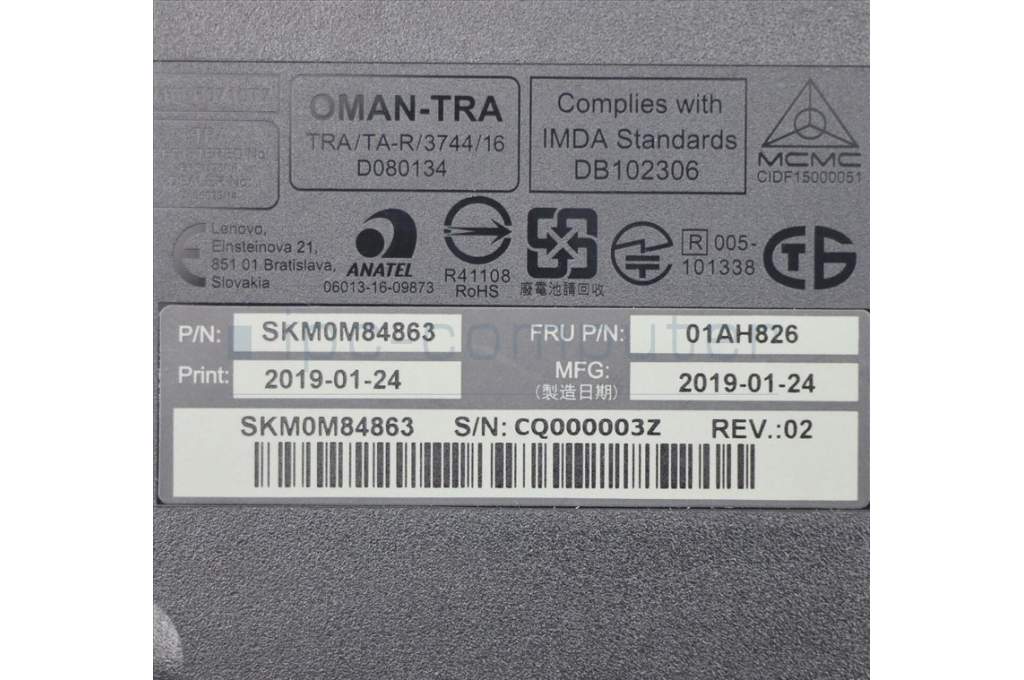 OMAN-TRA
TRA/TA-R/3744/16
D080134
Complies with
IMDA Standards
DB102306
MCMC
CIDF15000051
Lenovo,
Einsteinova 21,
851 01 Bratislava,
Slovakia
ANATEL
06013-16-09873
R41108
RoHS
廢電池請回收
R 005-
101338
P/N: SKM0M84863 FRU P/N: 01AH826
Print: 2019-01-24 MFG: 2019-01-24
(製造日期)
SKM0M84863 S/N: CQ000003Z REV.:02
ipc-computer